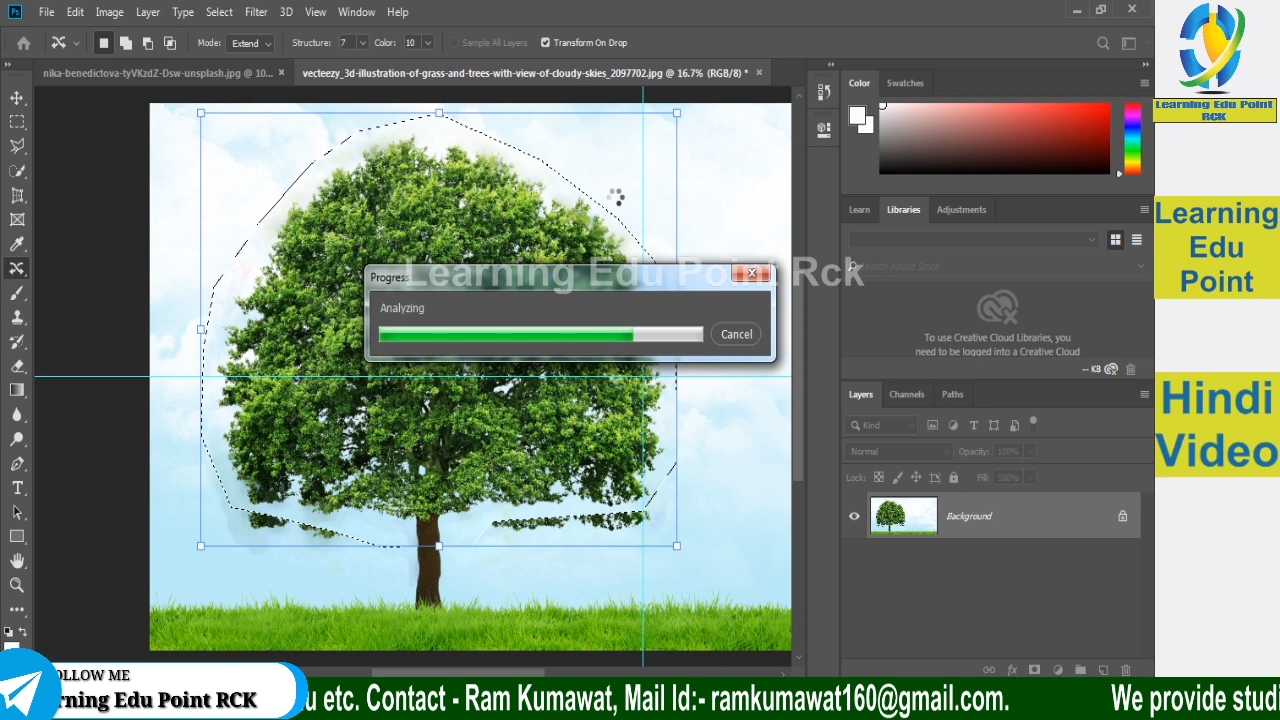 Ps File Edit Image Layer Type Select Filter 3D View Window Help
Mode: Extend Structure: 7 Color: 10 Sample All Layers Transform On Drop
nika-benedictova-tyVKzdZ-Dsw-unsplash.jpg @ 10... × vecteezy_3d-illustration-of-grass-and-trees-with-view-of-cloudy-skies_2097702.jpg @ 16.7% (RGB/8) * ×
Color Swatches
Learn Libraries Adjustments
Search Adobe Stock
To use Creative Cloud Libraries, you
need to be logged into a Creative Cloud
-- KB
Layers Channels Paths
Kind
Normal Opacity: 100%
Lock: Fill: 100%
Background
Progress
Analyzing
Cancel
Learning Edu Point Rck
Learning Edu Point
RCK
Learning
Edu
Point
Hindi
Video
OLLOW ME
rning Edu Point RCK
u etc. Contact - Ram Kumawat, Mail Id:- ramkumawat160@gmail.com. We provide studi